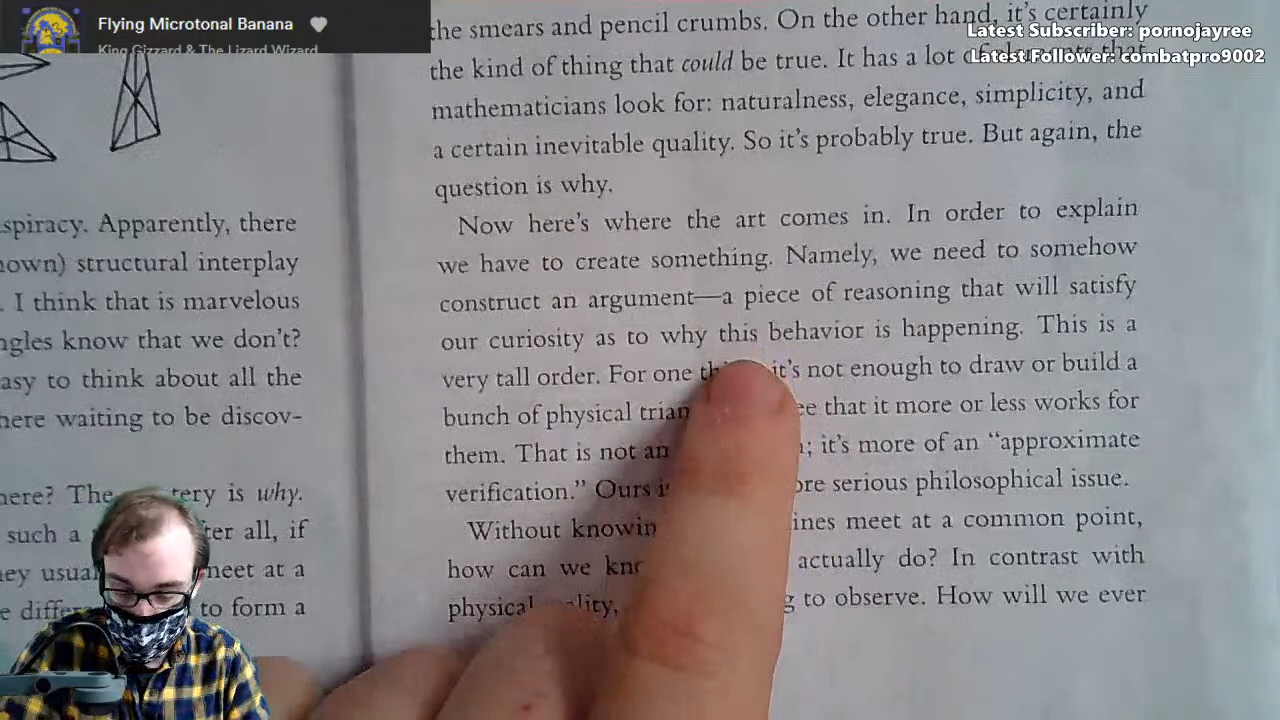 Flying Microtonal Banana
King Gizzard & The Lizard Wizard
Latest Subscriber: pornojayree
Latest Follower: combatpro9002
spiracy. Apparently, there
own) structural interplay
. I think that is marvelous
ngles know that we don't?
asy to think about all the
here waiting to be discov-
here? The tery is why.
such a ter all, if
ey usua meet at a
e differ to form a
the smears and pencil crumbs. On the other hand, it's certainly
the kind of thing that could be true. It has a lot of that
mathematicians look for: naturalness, elegance, simplicity, and
a certain inevitable quality. So it's probably true. But again, the
question is why.
Now here's where the art comes in. In order to explain
we have to create something. Namely, we need to somehow
construct an argument—a piece of reasoning that will satisfy
our curiosity as to why this behavior is happening. This is a
very tall order. For one it's not enough to draw or build a
bunch of physical trian ee that it more or less works for
them. That is not an ; it's more of an "approximate
verification." Ours ore serious philosophical issue.
Without knowin ines meet at a common point,
how can we kno actually do? In contrast with
physical ality, g to observe. How will we ever